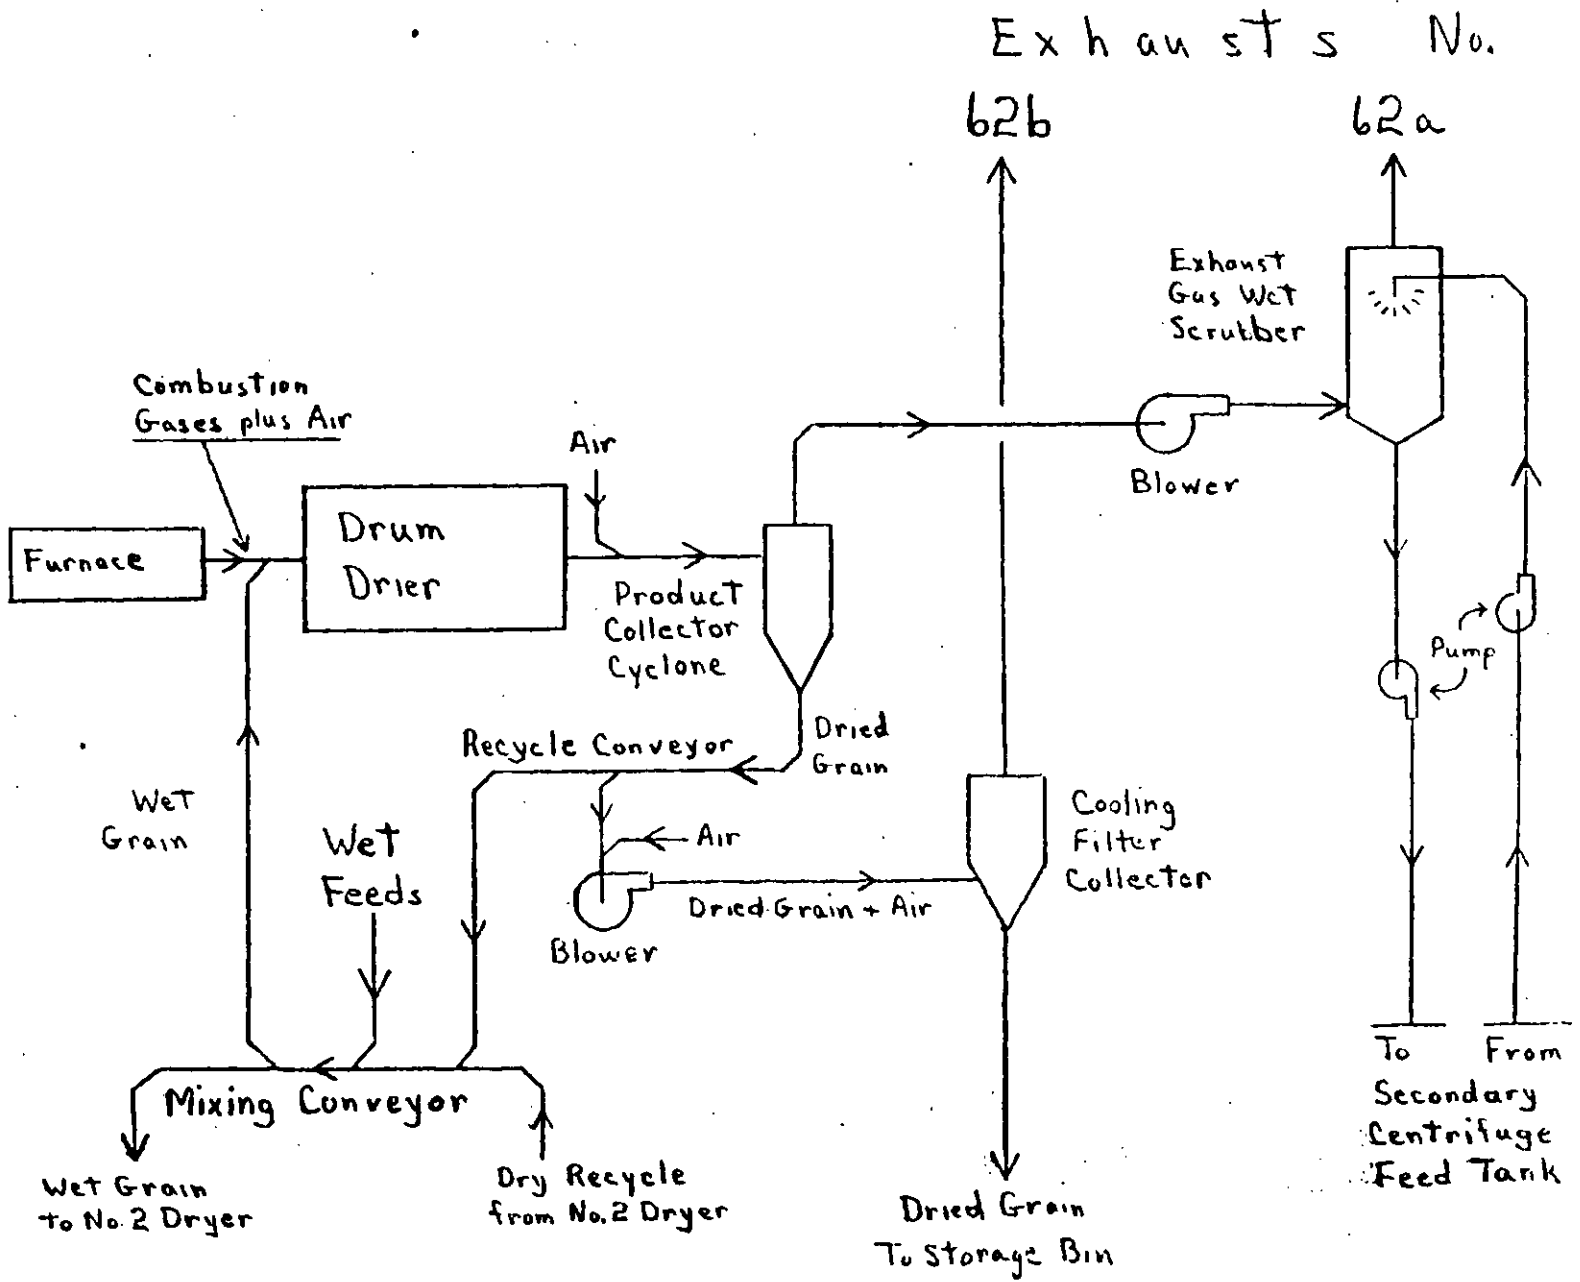 Exhausts No.
62b
62a
Exhaust
Gas Wet
Scrubber
Combustion
Gases plus Air
Air
Blower
Furnace
Drum
Drier
Product
Collector
Cyclone
Pump
Dried
Grain
Recycle Conveyor
Wet
Grain
Wet
Feeds
Air
Cooling
Filter
Collector
Dried Grain + Air
Blower
To
From
Secondary
Centrifuge
Feed Tank
Mixing Conveyor
Wet Grain
to No. 2 Dryer
Dry Recycle
from No. 2 Dryer
Dried Grain
To Storage Bin